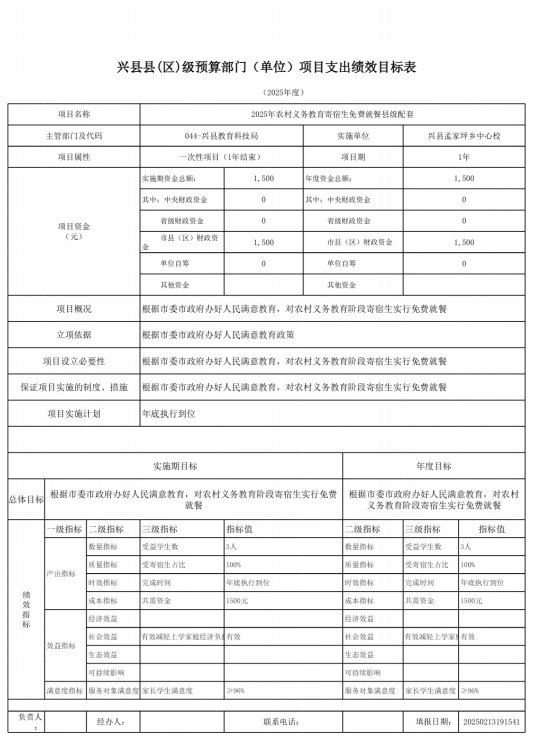 兴县县(区)级预算部门（单位）项目支出绩效目标表
（2025年度）
项目名称 2025年农村义务教育寄宿生免费就餐县级配套
主管部门及代码 044-兴县教育科技局 实施单位 兴县孟家坪乡中心校
项目属性 一次性项目（1年结束） 项目期 1年
项目资金
（元）
实施期资金总额： 1,500 年度资金总额： 1,500
其中：中央财政资金 0 其中：中央财政资金 0
省级财政资金 0 省级财政资金 0
市县（区）财政资
金 1,500 市县（区）财政资金 1,500
单位自筹 0 单位自筹 0
其他资金 其他资金
项目概况 根据市委市政府办好人民满意教育，对农村义务教育阶段寄宿生实行免费就餐
立项依据 根据市委市政府办好人民满意教育政策
项目设立必要性 根据市委市政府办好人民满意教育，对农村义务教育阶段寄宿生实行免费就餐
保证项目实施的制度、措施 根据市委市政府办好人民满意教育，对农村义务教育阶段寄宿生实行免费就餐
项目实施计划 年底执行到位
实施期目标 年度目标
总体目标
根据市委市政府办好人民满意教育，对农村义务教育阶段寄宿生实行免费
就餐
根据市委市政府办好人民满意教育，对农村
义务教育阶段寄宿生实行免费就餐
绩效指标
一级指标 二级指标 三级指标 指标值 二级指标 三级指标 指标值
产出指标
数量指标 受益学生数 3人 数量指标 受益学生数 3人
质量指标 受寄宿生占比 100% 质量指标 受寄宿生占比 100%
时效指标 完成时间 年底执行到位 时效指标 完成时间 年底执行到位
成本指标 共需资金 1500元 成本指标 共需资金 1500元
效益指标
经济效益 经济效益
社会效益 有效减轻上学家庭经济负 有效 社会效益 有效减轻上学家 有效
生态效益 生态效益
可持续影响 可持续影响
满意度指标 服务对象满意度 家长学生满意度 ≥96% 服务对象满意度 家长学生满意度 ≥96%
负责人
： 经办人： 联系电话： 填报日期： 20250213191541